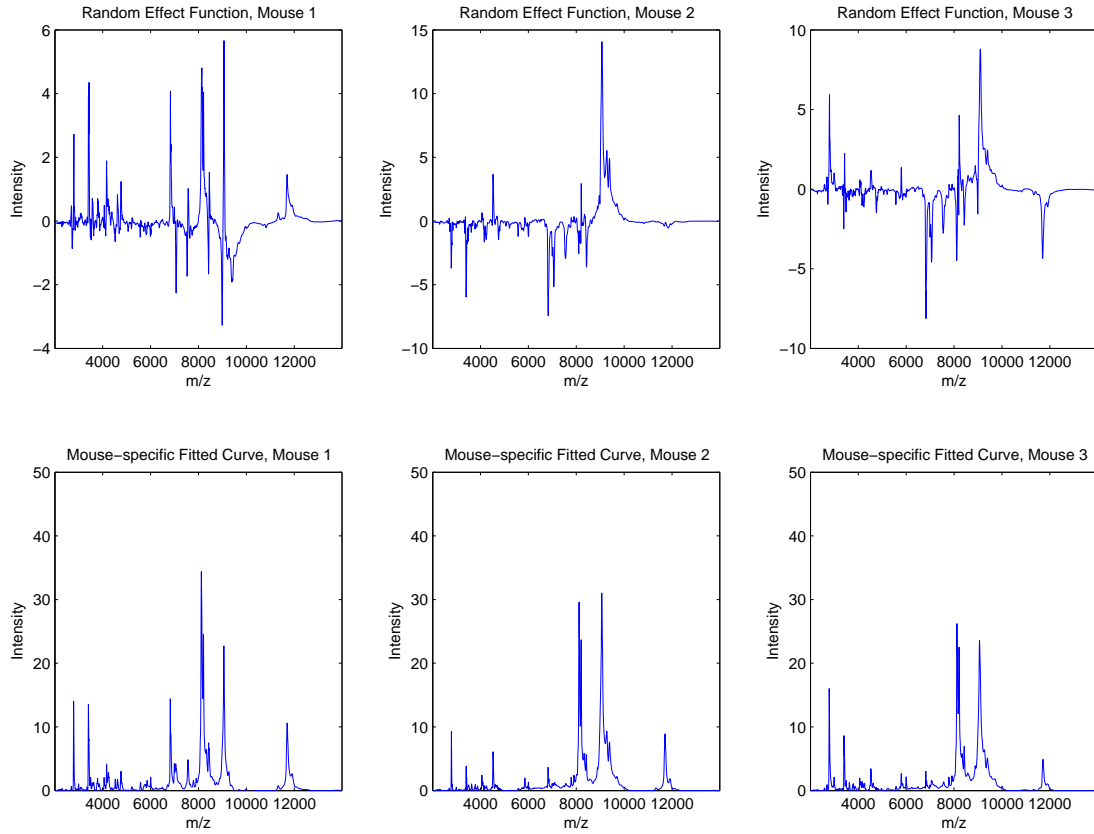 Random Effect Function, Mouse 1
Random Effect Function, Mouse 2
Random Effect Function, Mouse 3
6
4
2
0
−2
−4
Intensity
4000 6000 8000 10000 12000
m/z
15
10
5
0
−5
−10
Intensity
4000 6000 8000 10000 12000
m/z
10
5
0
−5
−10
Intensity
4000 6000 8000 10000 12000
m/z
Mouse−specific Fitted Curve, Mouse 1
Mouse−specific Fitted Curve, Mouse 2
Mouse−specific Fitted Curve, Mouse 3
50
40
30
20
10
0
Intensity
4000 6000 8000 10000 12000
m/z
50
40
30
20
10
0
Intensity
4000 6000 8000 10000 12000
m/z
50
40
30
20
10
0
Intensity
4000 6000 8000 10000 12000
m/z